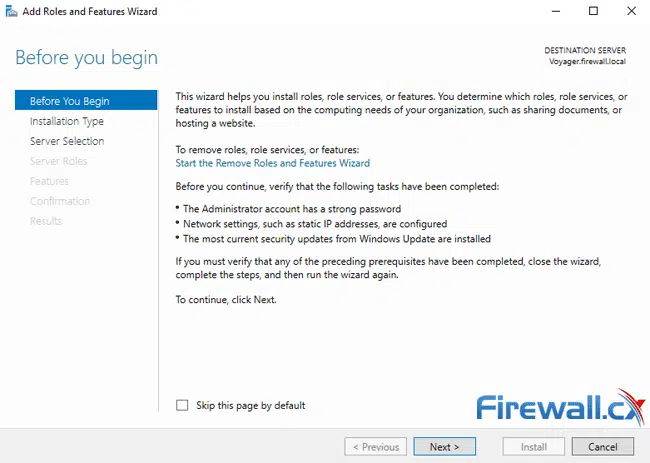 Add Roles and Features Wizard
Before you begin
DESTINATION SERVER
Voyager.firewall.local
Before You Begin
Installation Type
Server Selection
Server Roles
Features
Confirmation
Results
This wizard helps you install roles, role services, or features. You determine which roles, role services, or
features to install based on the computing needs of your organization, such as sharing documents, or
hosting a website.
To remove roles, role services, or features:
Start the Remove Roles and Features Wizard
Before you continue, verify that the following tasks have been completed:
• The Administrator account has a strong password
• Network settings, such as static IP addresses, are configured
• The most current security updates from Windows Update are installed
If you must verify that any of the preceding prerequisites have been completed, close the wizard,
complete the steps, and then run the wizard again.
To continue, click Next.
Skip this page by default
Firewall.cx
< Previous
Next >
Install
Cancel